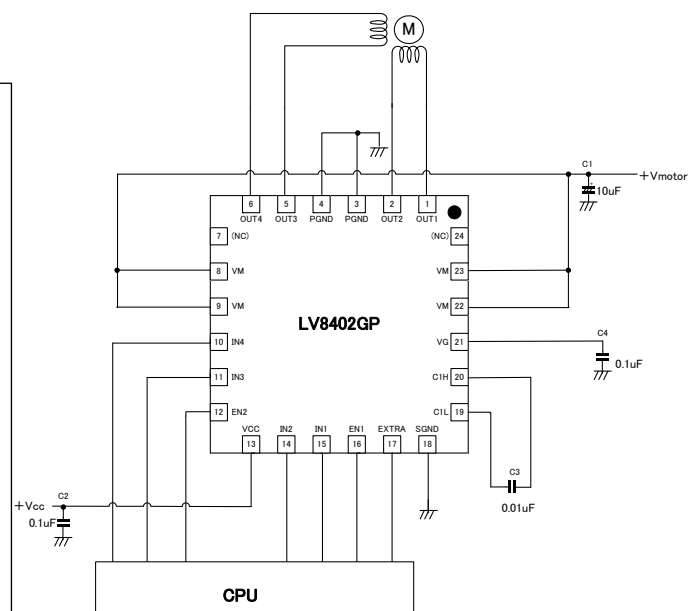 M
C1
+Vmotor
10uF
6 5 4 3 2 1
OUT4 OUT3 PGND PGND OUT2 OUT1
7 (NC)
(NC) 24
8 VM
VM 23
9 VM
VM 22
LV8402GP
10 IN4
VG 21
C4
0.1uF
11 IN3
C1H 20
12 EN2
C1L 19
VCC IN2 IN1 EN1 EXTRA SGND
13 14 15 16 17 18
C3
0.01uF
C2
+Vcc
0.1uF
CPU